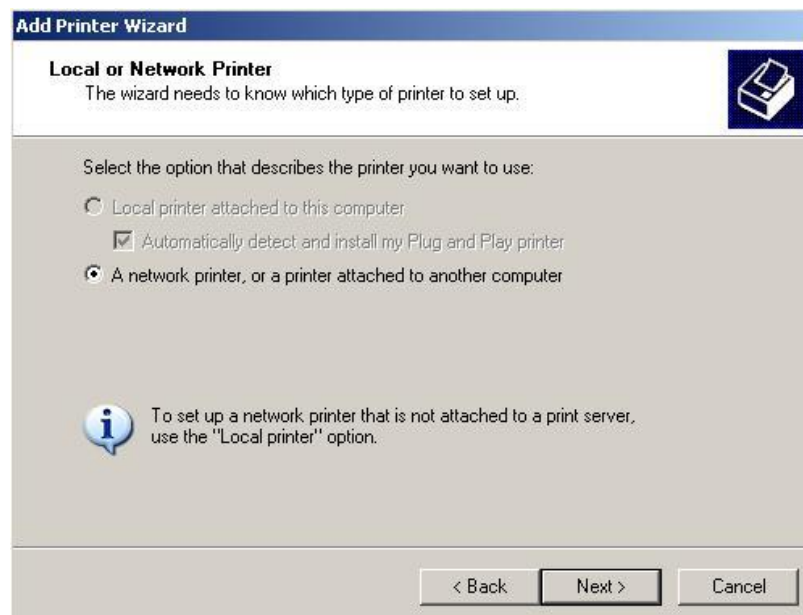 Add Printer Wizard
Local or Network Printer
The wizard needs to know which type of printer to set up.
Select the option that describes the printer you want to use:
Local printer attached to this computer
Automatically detect and install my Plug and Play printer
A network printer, or a printer attached to another computer
To set up a network printer that is not attached to a print server,
use the "Local printer" option.
< Back
Next >
Cancel